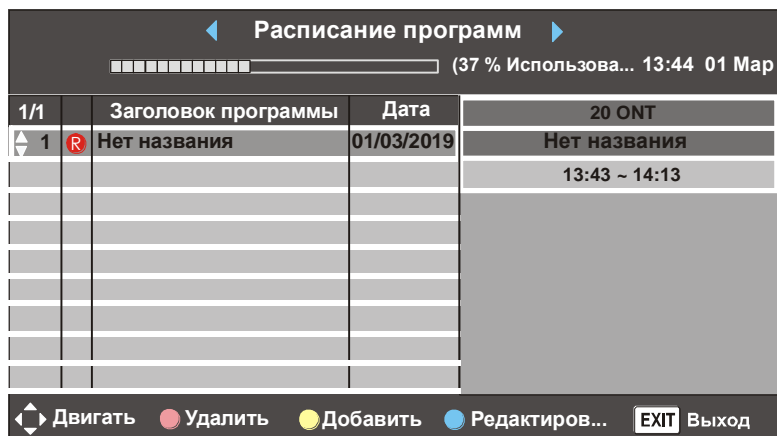 Расписание программ
(37 % Использова... 13:44 01 Мар
1/1 Заголовок программы Дата
20 ONT
1 R Нет названия 01/03/2019
Нет названия
13:43 ~ 14:13
Двигать Удалить Добавить Редактиров... EXIT Выход